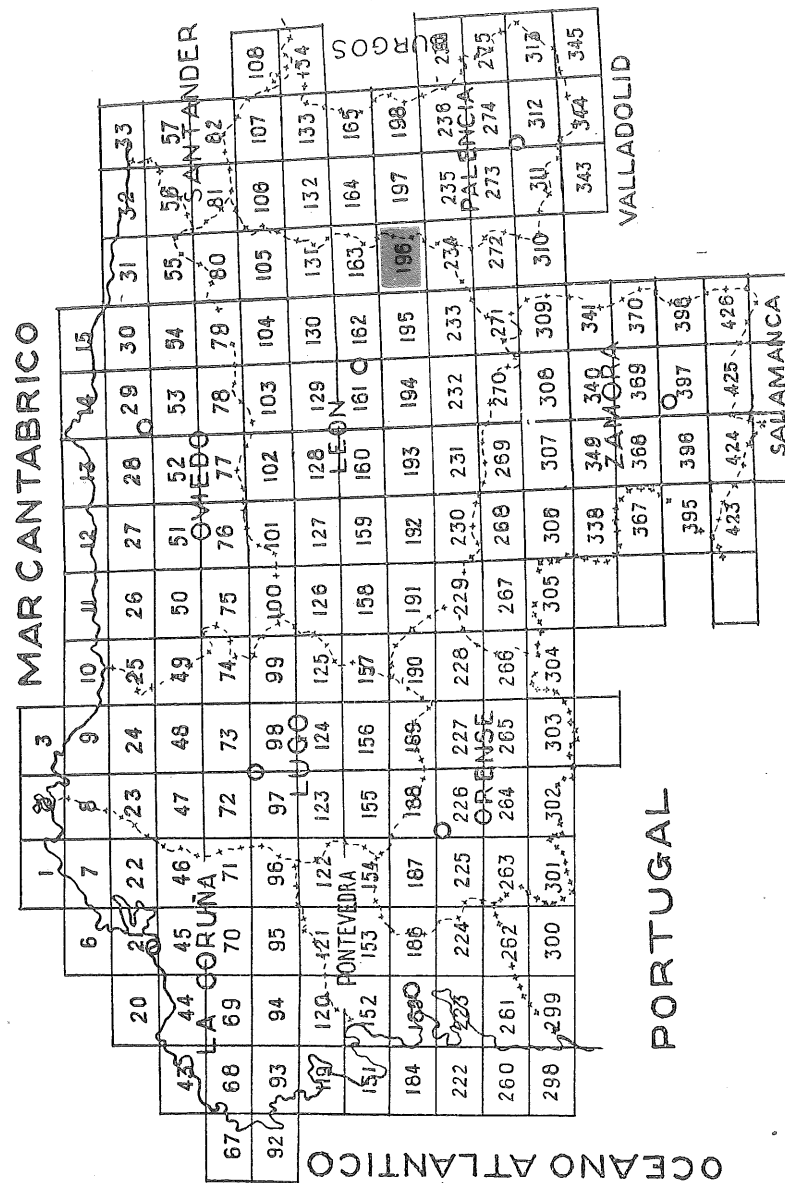 MAR CANTABRICO
1 2 3
6 7 8 9 10 11 12 13 14 15
20 21 22 23 24 25 26 27 28 29 30 31 32 33
43 44 45 46 47 48 49 50 51 52 53 54 55 56 57
LA CORUÑA OVIEDO SANTANDER
67 68 69 70 71 72 73 74 75 76 77 78 79 80 81 82
92 93 94 95 96 97 98 99 100 101 102 103 104 105 106 107 108
LUGO
119 120 121 122 123 124 125 126 127 128 129 130 131 132 133 134
PONTEVEDRA LEON
151 152 153 154 155 156 157 158 159 160 161 162 163 164 165
BURGOS
184 185 186 187 188 189 190 191 192 193 194 195 196 197 198
222 223 224 225 226 227 228 229 230 231 232 233 234 235 236
ORENSE PALENCIA
260 261 262 263 264 265 266 267 268 269 270 271 272 273 274 275
298 299 300 301 302 303 304 305 306 307 308 309 310 311 312 313
338 349 340 341 343 344 345
ZAMORA VALLADOLID
367 368 369 370
395 396 397 398
423 424 425 426
SALAMANCA
PORTUGAL
OCEANO ATLANTICO